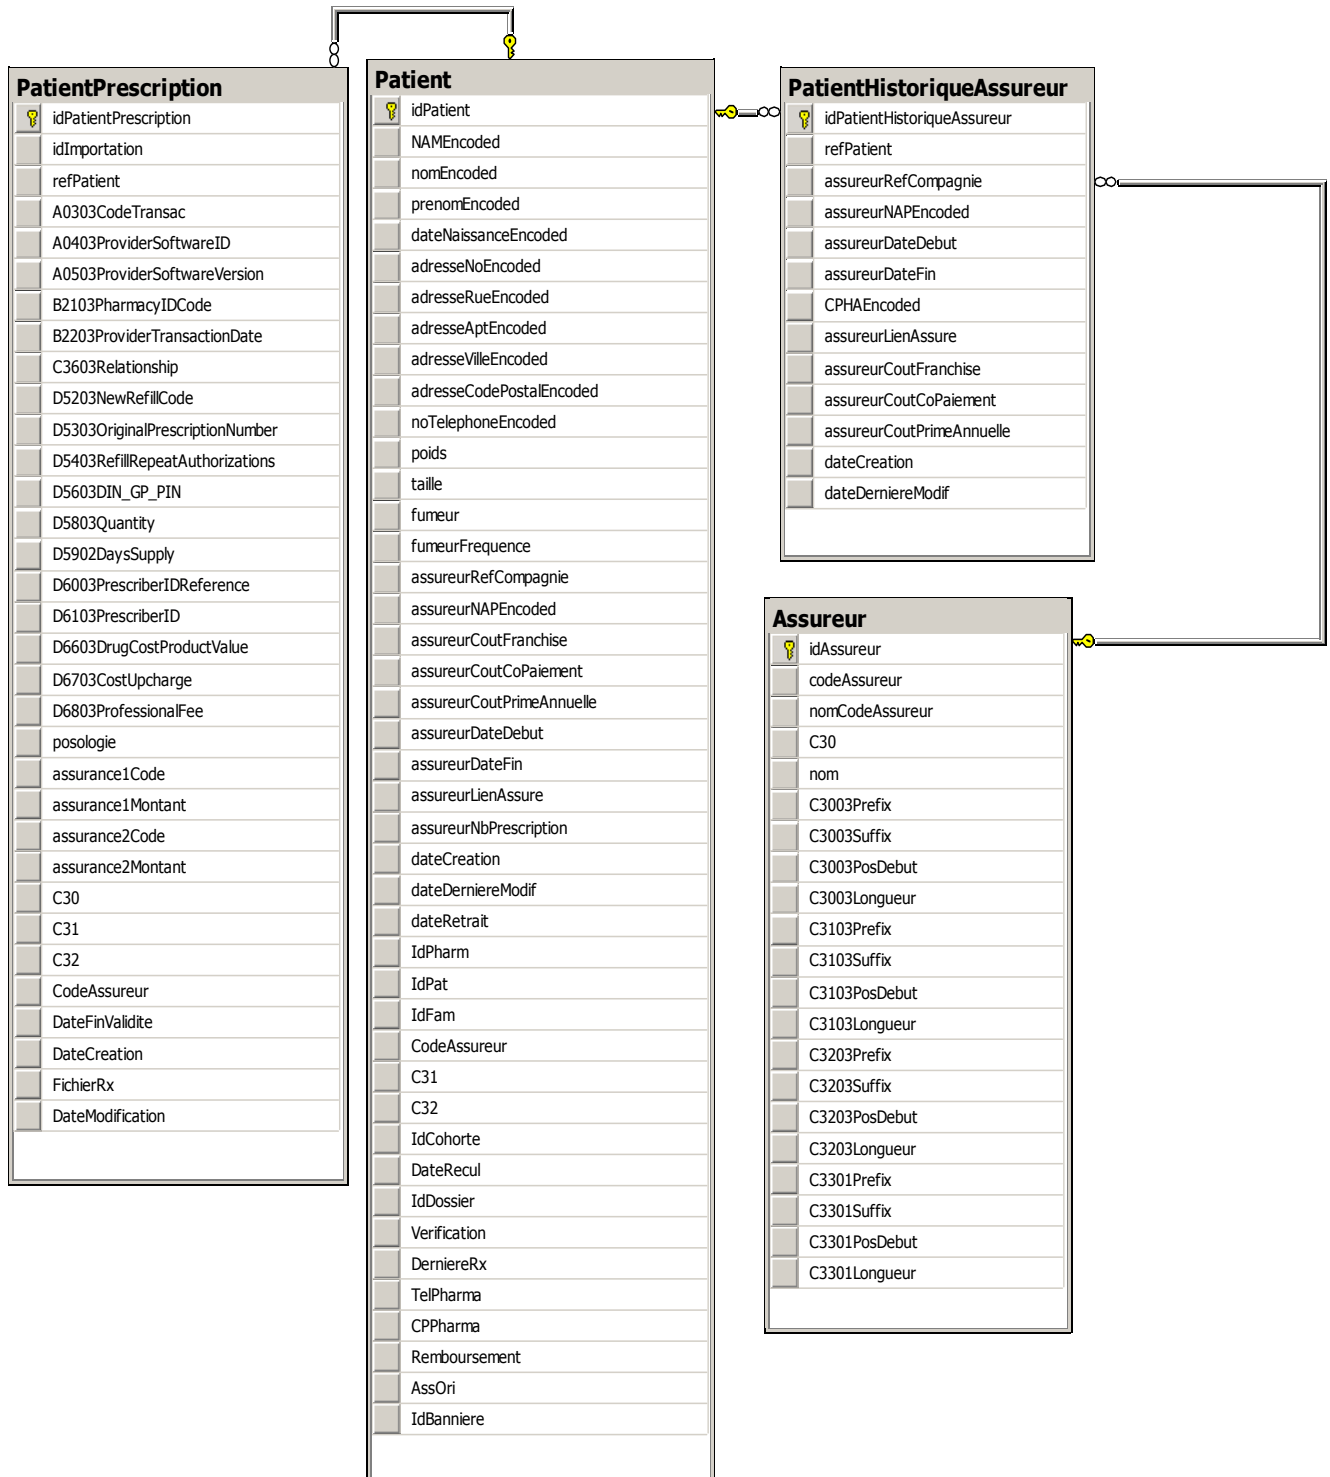 PatientPrescription
idPatientPrescription
idImportation
refPatient
A0303CodeTransac
A0403ProviderSoftwareID
A0503ProviderSoftwareVersion
B2103PharmacyIDCode
B2203ProviderTransactionDate
C3603Relationship
D5203NewRefillCode
D5303OriginalPrescriptionNumber
D5403RefillRepeatAuthorizations
D5603DIN_GP_PIN
D5803Quantity
D5902DaysSupply
D6003PrescriberIDReference
D6103PrescriberID
D6603DrugCostProductValue
D6703CostUpcharge
D6803ProfessionalFee
posologie
assurance1Code
assurance1Montant
assurance2Code
assurance2Montant
C30
C31
C32
CodeAssureur
DateFinValidite
DateCreation
FichierRx
DateModification
Patient
idPatient
NAMEncoded
nomEncoded
prenomEncoded
dateNaissanceEncoded
adresseNoEncoded
adresseRueEncoded
adresseAptEncoded
adresseVilleEncoded
adresseCodePostalEncoded
noTelephoneEncoded
poids
taille
fumeur
fumeurFrequence
assureurRefCompagnie
assureurNAPEncoded
assureurCoutFranchise
assureurCoutCoPaiement
assureurCoutPrimeAnnuelle
assureurDateDebut
assureurDateFin
assureurLienAssure
assureurNbPrescription
dateCreation
dateDerniereModif
dateRetrait
IdPharm
IdPat
IdFam
CodeAssureur
C31
C32
IdCohorte
DateRecul
IdDossier
Verification
DerniereRx
TelPharma
CPPharma
Remboursement
AssOri
IdBanniere
PatientHistoriqueAssureur
idPatientHistoriqueAssureur
refPatient
assureurRefCompagnie
assureurNAPEncoded
assureurDateDebut
assureurDateFin
CPHAEncoded
assureurLienAssure
assureurCoutFranchise
assureurCoutCoPaiement
assureurCoutPrimeAnnuelle
dateCreation
dateDerniereModif
Assureur
idAssureur
codeAssureur
nomCodeAssureur
C30
nom
C3003Prefix
C3003Suffix
C3003PosDebut
C3003Longueur
C3103Prefix
C3103Suffix
C3103PosDebut
C3103Longueur
C3203Prefix
C3203Suffix
C3203PosDebut
C3203Longueur
C3301Prefix
C3301Suffix
C3301PosDebut
C3301Longueur